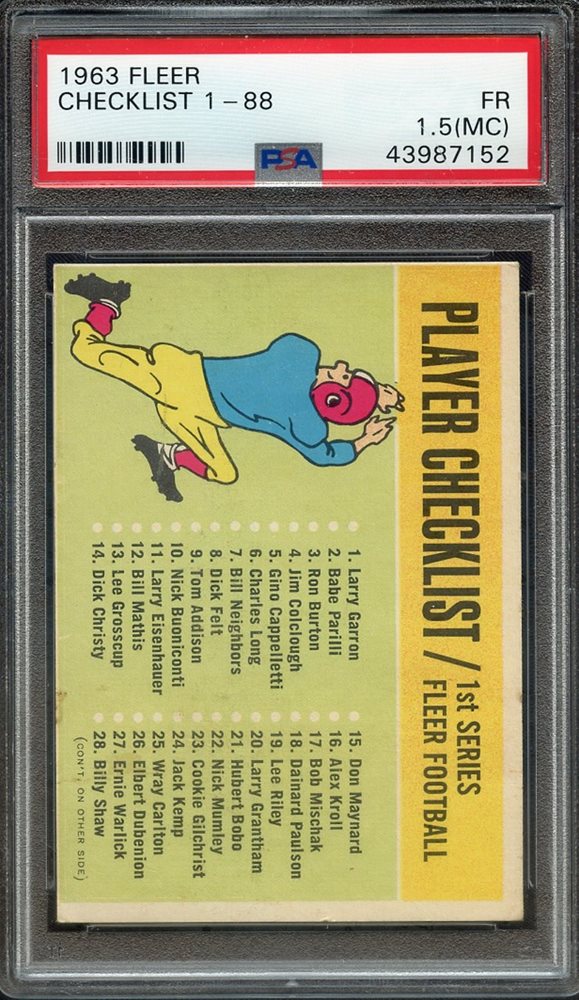 1963 FLEER
CHECKLIST 1 – 88
FR
1.5(MC)
PSA
43987152
PLAYER CHECKLIST / 1st SERIES
FLEER FOOTBALL
1. Larry Garron
2. Babe Parilli
3. Ron Burton
4. Jim Colclough
5. Gino Cappelletti
6. Charles Long
7. Bill Neighbors
8. Dick Felt
9. Tom Addison
10. Nick Buoniconti
11. Larry Eisenhauer
12. Bill Mathis
13. Lee Grosscup
14. Dick Christy
15. Don Maynard
16. Alex Kroll
17. Bob Mischak
18. Dainard Paulson
19. Lee Riley
20. Larry Grantham
21. Hubert Bobo
22. Nick Mumley
23. Cookie Gilchrist
24. Jack Kemp
25. Wray Carlton
26. Elbert Dubenion
27. Ernie Warlick
28. Billy Shaw
(CON'T. ON OTHER SIDE)